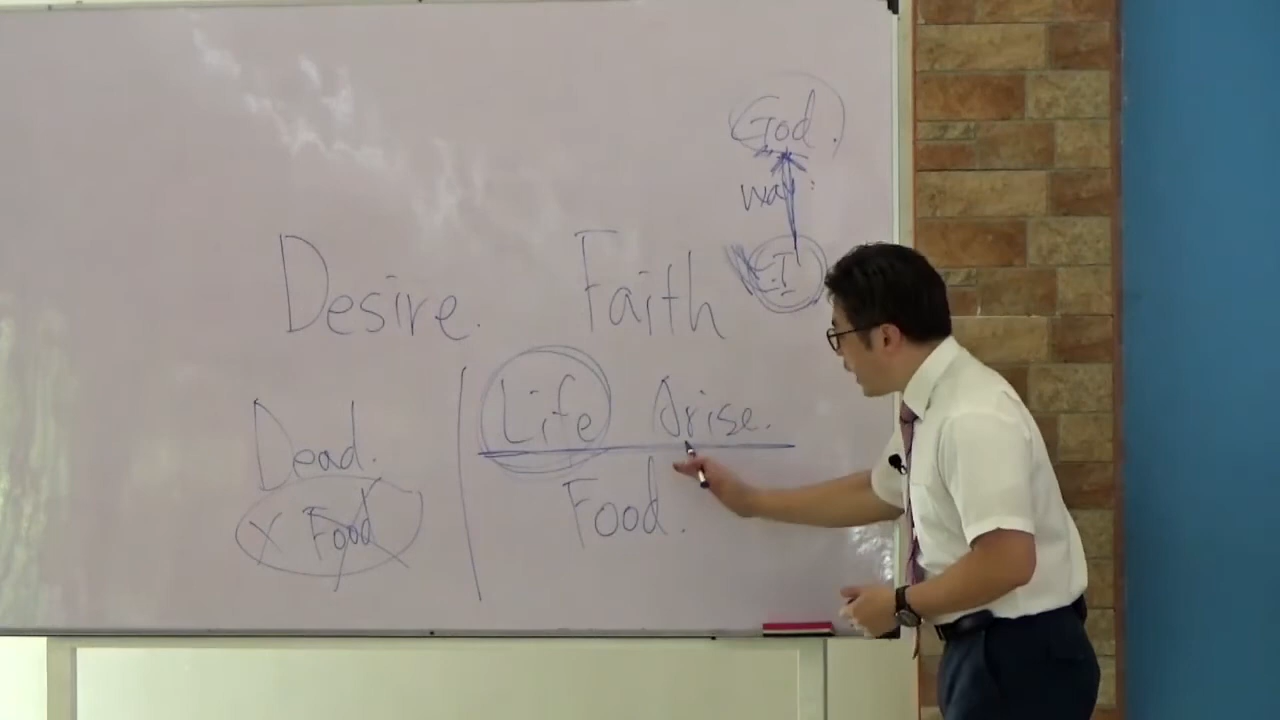 God.
way
I
Desire. Faith
Life Arise.
Dead.
Food.
x Food